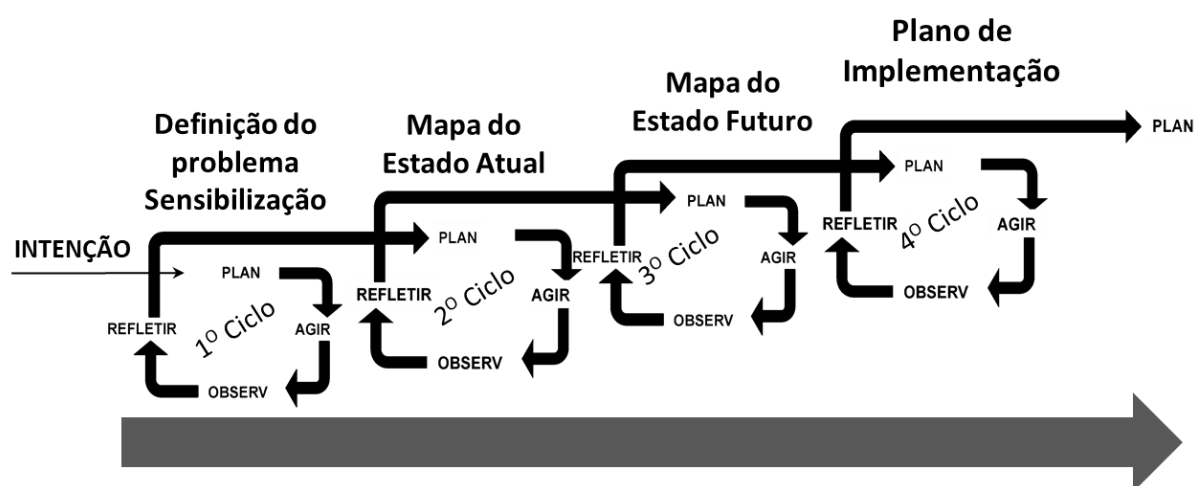 Plano de
Implementação
Mapa do
Estado Futuro
Definição do
problema
Sensibilização
Mapa do
Estado Atual
INTENÇÃO
PLAN
AGIR
OBSERV
REFLETIR
1º Ciclo
PLAN
AGIR
OBSERV
REFLETIR
2º Ciclo
PLAN
AGIR
OBSERV
REFLETIR
3º Ciclo
PLAN
AGIR
OBSERV
REFLETIR
4º Ciclo
PLAN